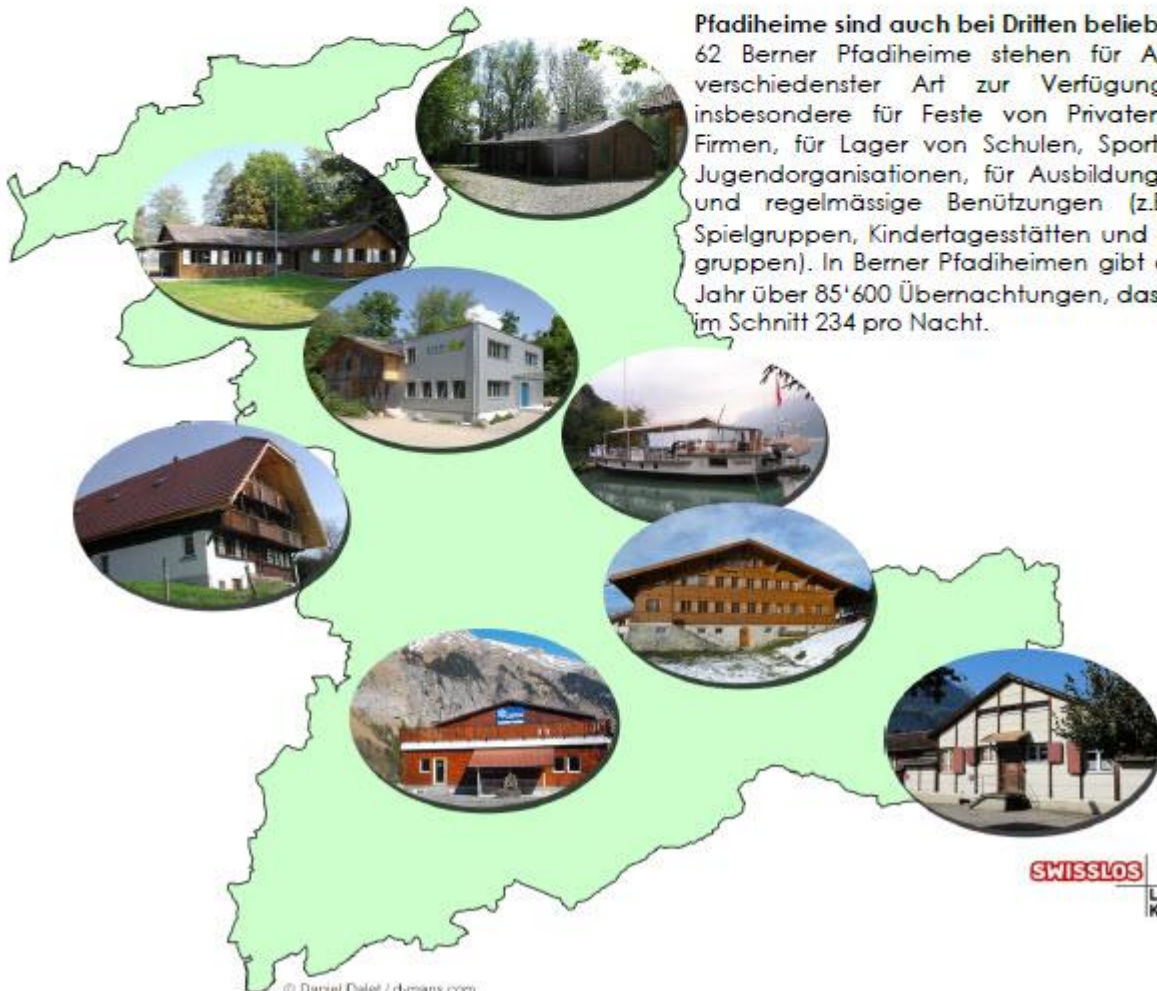 Pfadiheime sind auch bei Dritten belieb
62 Berner Pfadiheime stehen für A
verschiedenster Art zur Verfügung
insbesondere für Feste von Privaten
Firmen, für Lager von Schulen, Sport
Jugendorganisationen, für Ausbildung
und regelmässige Benützungen (z.B
Spielgruppen, Kindertagesstätten und
gruppen). In Berner Pfadiheimen gibt
Jahr über 85'600 Übernachtungen, das
im Schnitt 234 pro Nacht.
SWISSLOS
L
K
© Daniel Dalet / d-maps.com